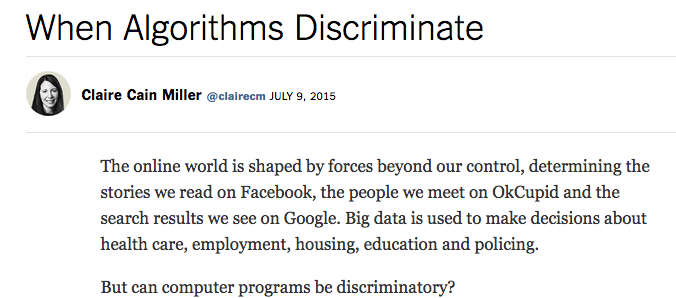 When Algorithms Discriminate
Claire Cain Miller @clairecm JULY 9, 2015
The online world is shaped by forces beyond our control, determining the
stories we read on Facebook, the people we meet on OkCupid and the
search results we see on Google. Big data is used to make decisions about
health care, employment, housing, education and policing.
But can computer programs be discriminatory?